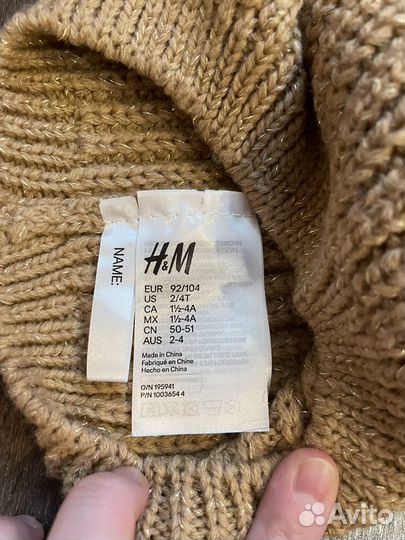 NAME:
H&M
EUR 92/104
US 2/4T
CA 1½-4A
MX 1½-4A
CN 50-51
AUS 2-4
Made in China
Fabriqué en Chine
Hecho en China
O/N 195941
P/N 1003654 4
Avito